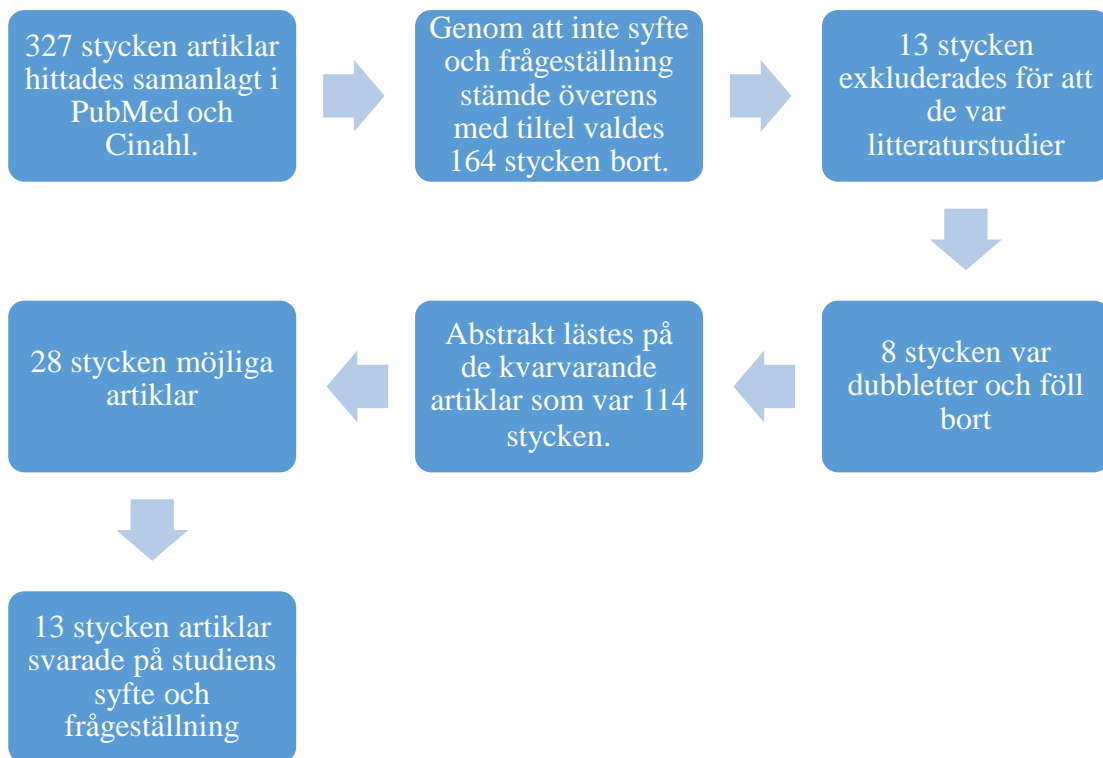 327 stycken artiklar
hittades samanlagt i
PubMed och
Cinahl.
Genom att inte syfte
och frågeställning
stämde överens
med tiltel valdes
164 stycken bort.
13 stycken
exkluderades för att
de var
litteraturstudier
8 stycken var
dubbletter och föll
bort
Abstrakt lästes på
de kvarvarande
artiklar som var 114
stycken.
28 stycken möjliga
artiklar
13 stycken artiklar
svarade på studiens
syfte och
frågeställning